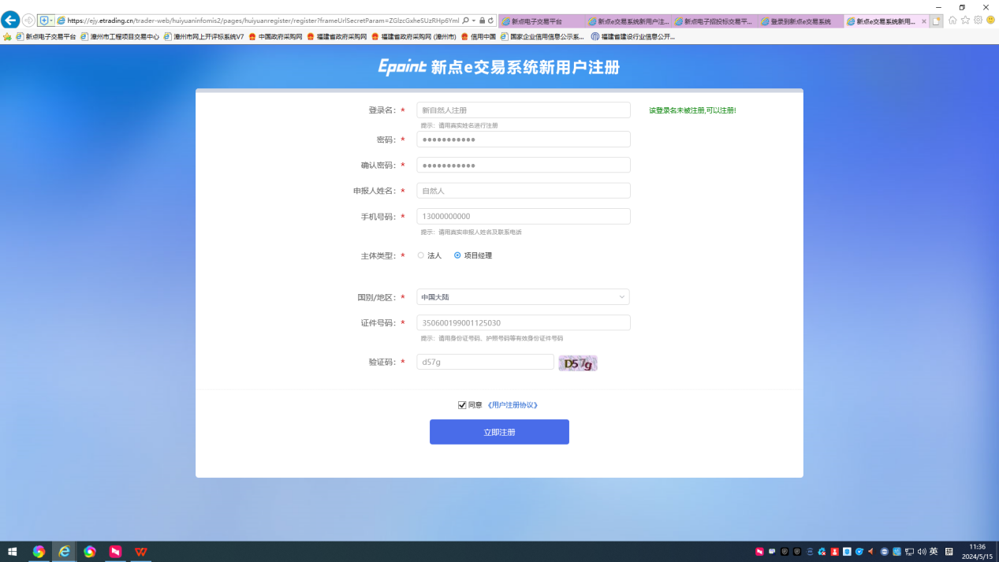 https://ejy.etrading.cn/trader-web/huiyuaninfomis2/pages/huiyuanregister/register?frameUrlSecretParam=ZGlzcGxheSUzRHp6Yml
新点电子交易平台
新点e交易系统新用户注...
新点电子招投标交易平...
登录到新点e交易系统
新点e交易系统新用...
新点电子交易平台
漳州市工程项目交易中心
漳州市网上开评标系统V7
中国政府采购网
福建省政府采购网
福建省政府采购网 (漳州市)
信用中国
国家企业信用信息公示系...
福建省建设行业信息公开...
Epoint 新点e交易系统新用户注册
登录名: * 新自然人注册 该登录名未被注册,可以注册!
提示：请用真实姓名进行注册
密码: * ●●●●●●●●●●●
确认密码: * ●●●●●●●●●●●
申报人姓名: * 自然人
手机号码: * 13000000000
提示：请用真实申报人姓名及联系电话
主体类型: * 法人 项目经理
国别/地区: * 中国大陆
证件号码: * 350600199001125030
提示：请用身份证号码、护照号码等有效身份证件号码
验证码: * d57g D57g
同意 《用户注册协议》
立即注册
英
11:36
2024/5/15